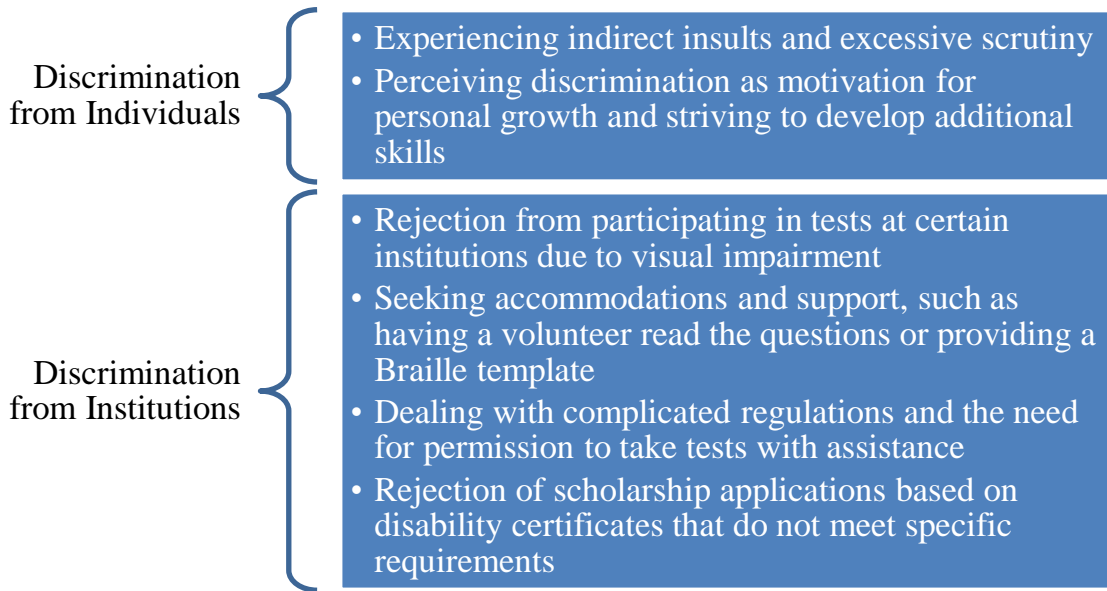 Discrimination
from Individuals
• Experiencing indirect insults and excessive scrutiny
• Perceiving discrimination as motivation for
personal growth and striving to develop additional
skills
Discrimination
from Institutions
• Rejection from participating in tests at certain
institutions due to visual impairment
• Seeking accommodations and support, such as
having a volunteer read the questions or providing a
Braille template
• Dealing with complicated regulations and the need
for permission to take tests with assistance
• Rejection of scholarship applications based on
disability certificates that do not meet specific
requirements